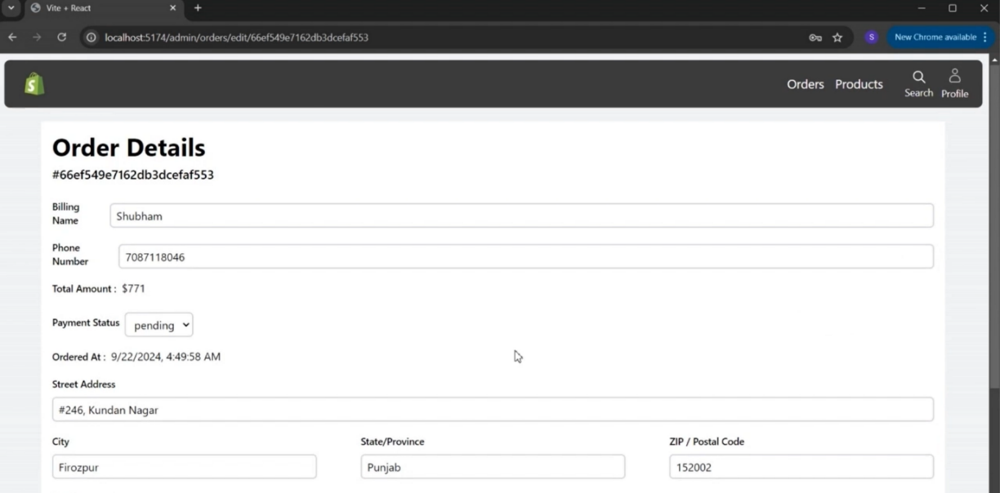 Vite + React
localhost:5174/admin/orders/edit/66ef549e7162db3dcefaf553
S
New Chrome available
S
Orders Products
Search Profile
Order Details
#66ef549e7162db3dcefaf553
Billing
Name
Shubham
Phone
Number
7087118046
Total Amount : $771
Payment Status pending
Ordered At : 9/22/2024, 4:49:58 AM
Street Address
#246, Kundan Nagar
City State/Province ZIP / Postal Code
Firozpur Punjab 152002